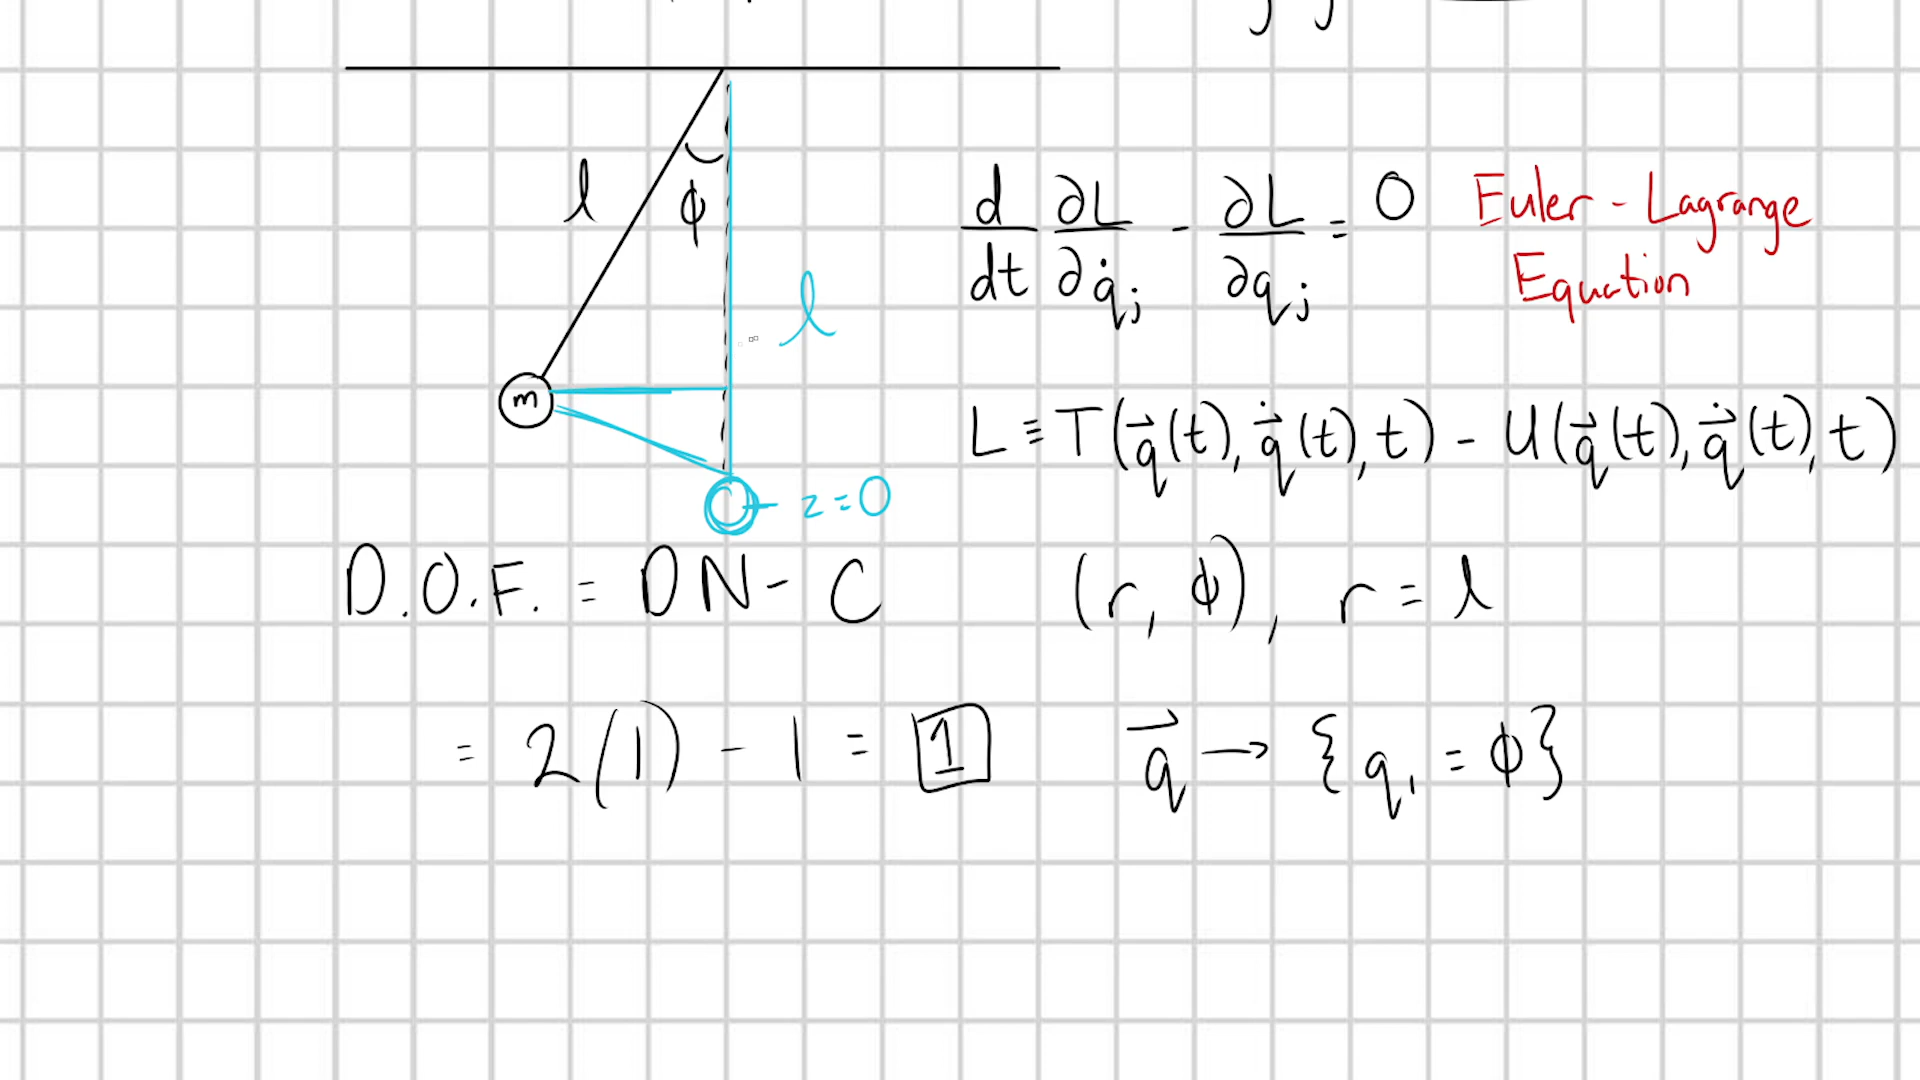 l
ϕ
l
m
z = 0
d/dt ∂L/∂q̇ⱼ - ∂L/∂qⱼ = 0
Euler - Lagrange
Equation
L ≡ T(q⃗(t), q⃗̇(t), t) - U(q⃗(t), q⃗̇(t), t)
D.O.F. = DN - C
(r, ϕ), r = l
= 2(1) - 1 = 1
q⃗ → {q₁ = ϕ}